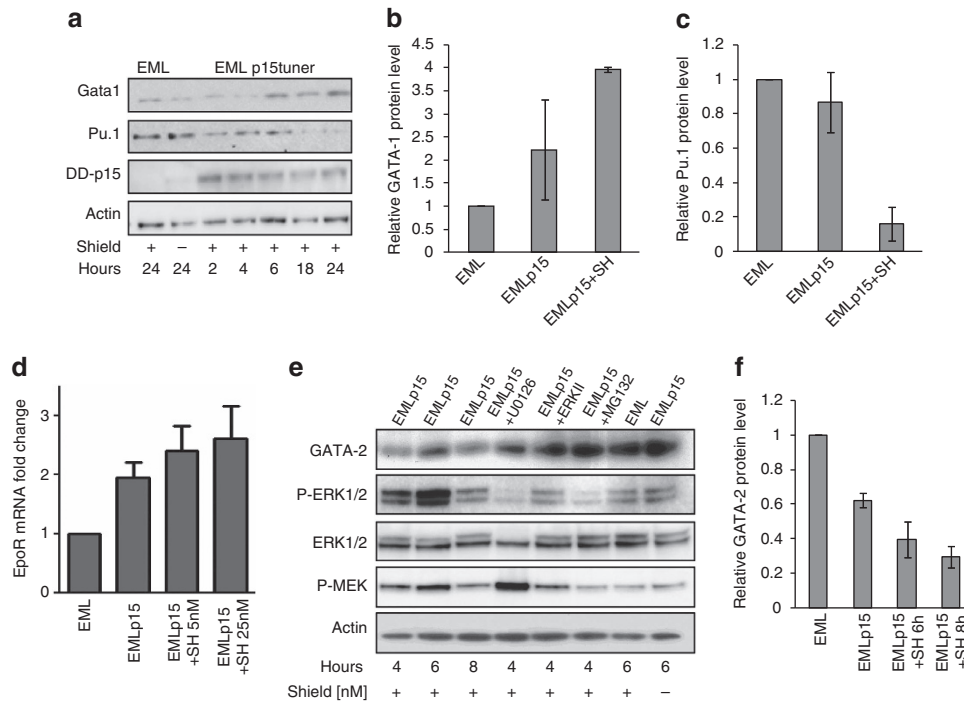 a
EML EML p15tuner
Gata1
Pu.1
DD-p15
Actin
Shield + – + + + + +
Hours 24 24 2 4 6 18 24
b
Relative GATA-1 protein level
4.5
4
3.5
3
2.5
2
1.5
1
0.5
0
EML
EMLp15
EMLp15+SH
c
Relative Pu.1 protein level
1.2
1
0.8
0.6
0.4
0.2
0
EML
EMLp15
EMLp15+SH
d
EpoR mRNA fold change
3
2
1
0
EML
EMLp15
EMLp15
+SH 5nM
EMLp15
+SH 25nM
e
EMLp15
EMLp15
EMLp15
EMLp15
+U0126
EMLp15
+ERKII
EMLp15
+MG132
EML
EMLp15
GATA-2
P-ERK1/2
ERK1/2
P-MEK
Actin
Hours 4 6 8 4 4 4 6 6
Shield [nM] + + + + + + + –
f
Relative GATA-2 protein level
1.2
1
0.8
0.6
0.4
0.2
0
EML
EMLp15
EMLp15
+SH 6h
EMLp15
+SH 8h